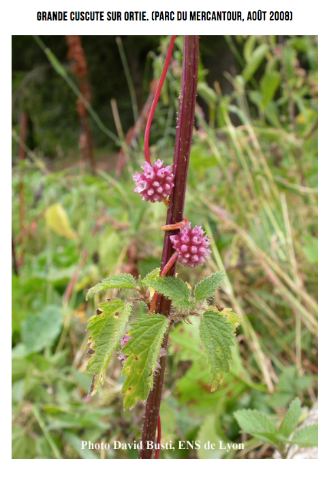 GRANDE CUSCUTE SUR ORTIE. (PARC DU MERCANTOUR, AOÛT 2008)
Photo David Busti, ENS de Lyon